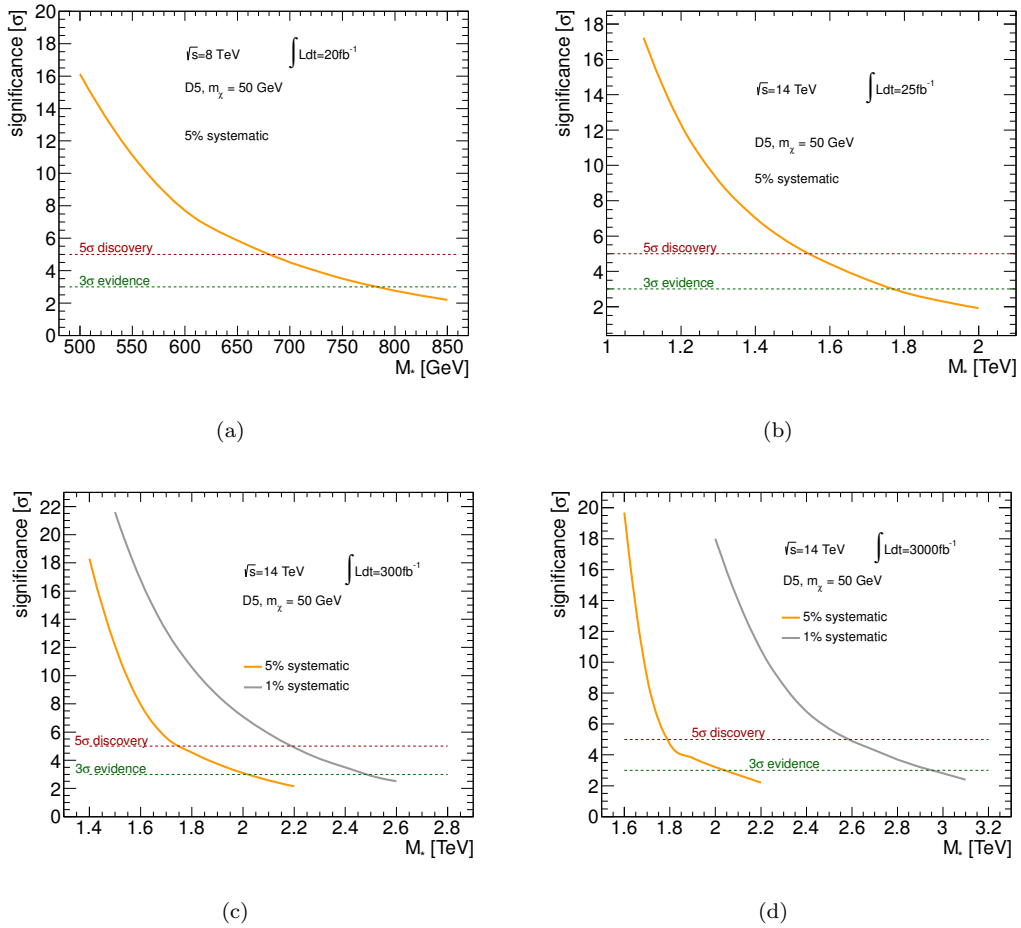 significance [σ]
20
18
16
14
12
10
8
6
4
2
0
√s=8 TeV ∫Ldt=20fb⁻¹
D5, mχ = 50 GeV
5% systematic
5σ discovery
3σ evidence
500 550 600 650 700 750 800 850
M* [GeV]
(a)
significance [σ]
18
16
14
12
10
8
6
4
2
√s=14 TeV ∫Ldt=25fb⁻¹
D5, mχ = 50 GeV
5% systematic
5σ discovery
3σ evidence
1 1.2 1.4 1.6 1.8 2
M* [TeV]
(b)
significance [σ]
22
20
18
16
14
12
10
8
6
4
2
0
√s=14 TeV ∫Ldt=300fb⁻¹
D5, mχ = 50 GeV
5% systematic
1% systematic
5σ discovery
3σ evidence
1.4 1.6 1.8 2 2.2 2.4 2.6 2.8
M* [TeV]
(c)
significance [σ]
20
18
16
14
12
10
8
6
4
2
0
√s=14 TeV ∫Ldt=3000fb⁻¹
D5, mχ = 50 GeV
5% systematic
1% systematic
5σ discovery
3σ evidence
1.6 1.8 2 2.2 2.4 2.6 2.8 3 3.2
M* [TeV]
(d)